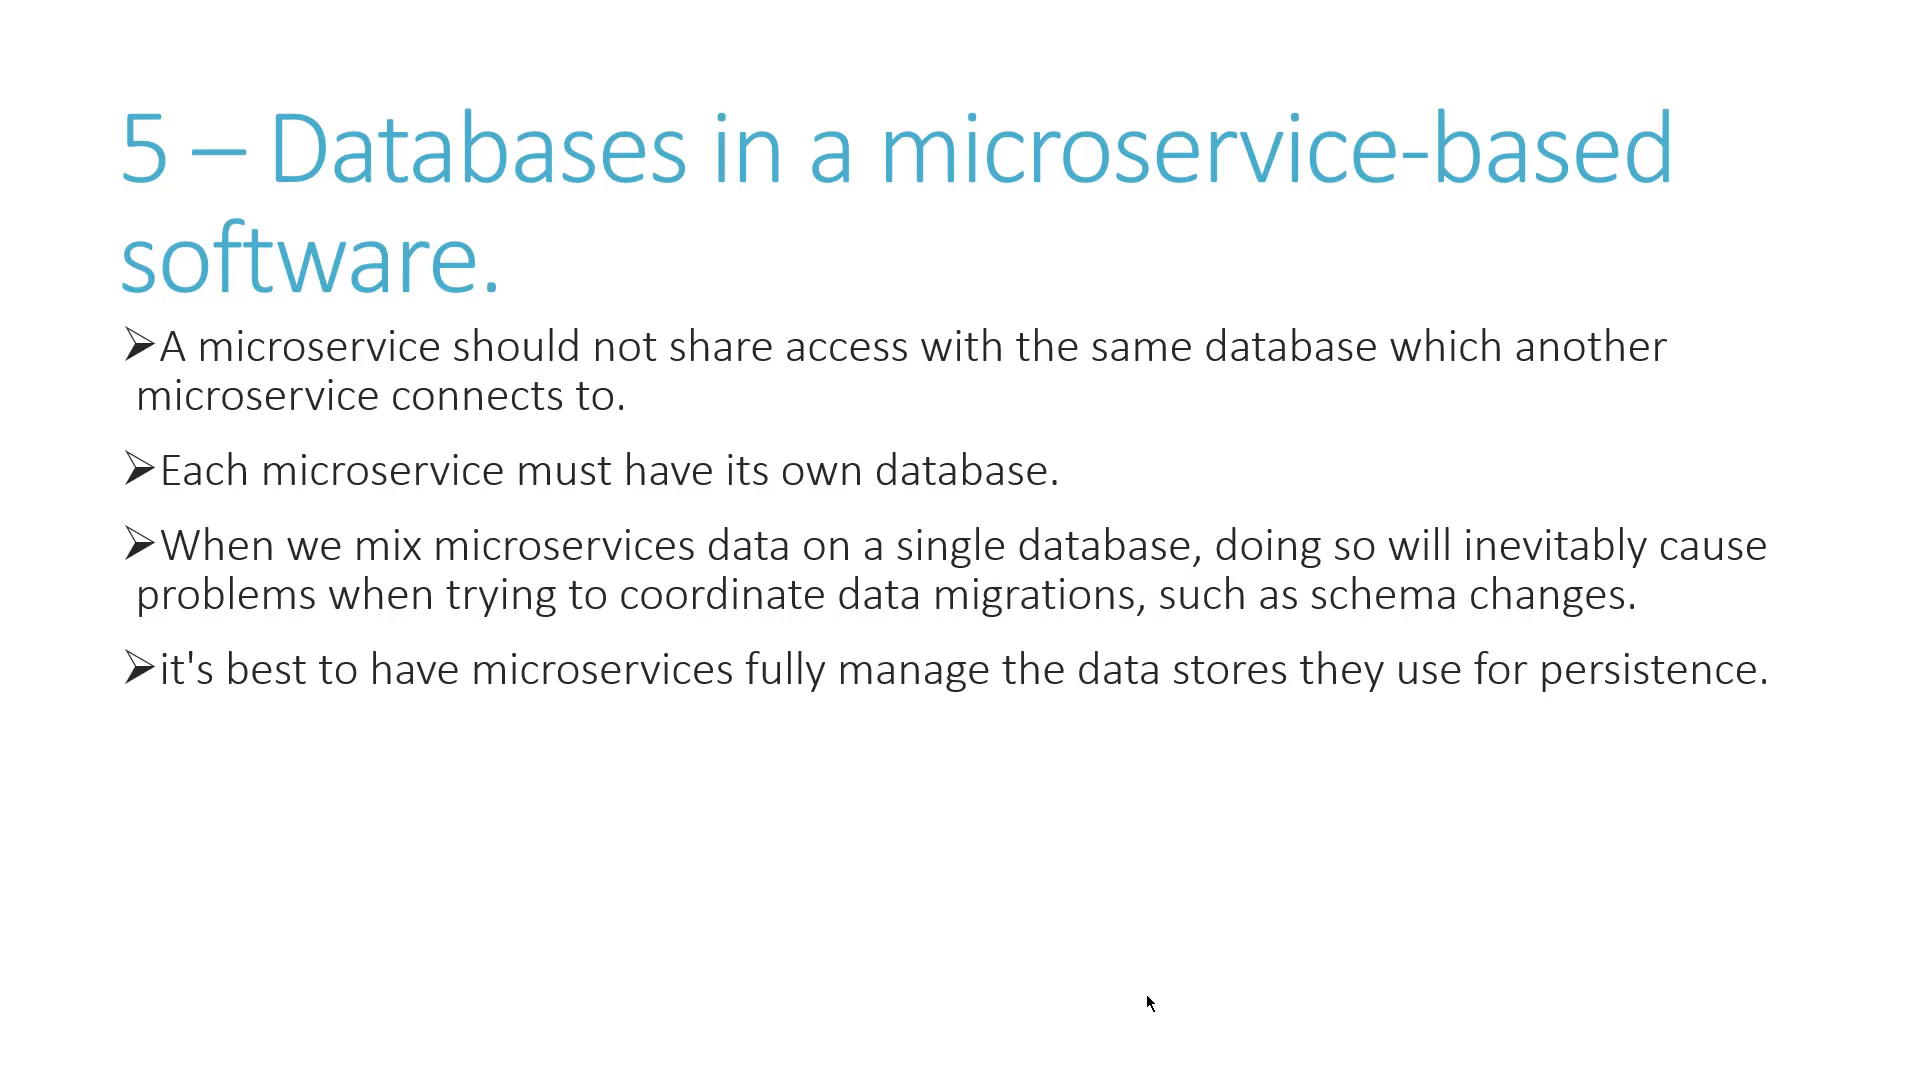 5 – Databases in a microservice-based
software.
➢A microservice should not share access with the same database which another
microservice connects to.
➢Each microservice must have its own database.
➢When we mix microservices data on a single database, doing so will inevitably cause
problems when trying to coordinate data migrations, such as schema changes.
➢it's best to have microservices fully manage the data stores they use for persistence.